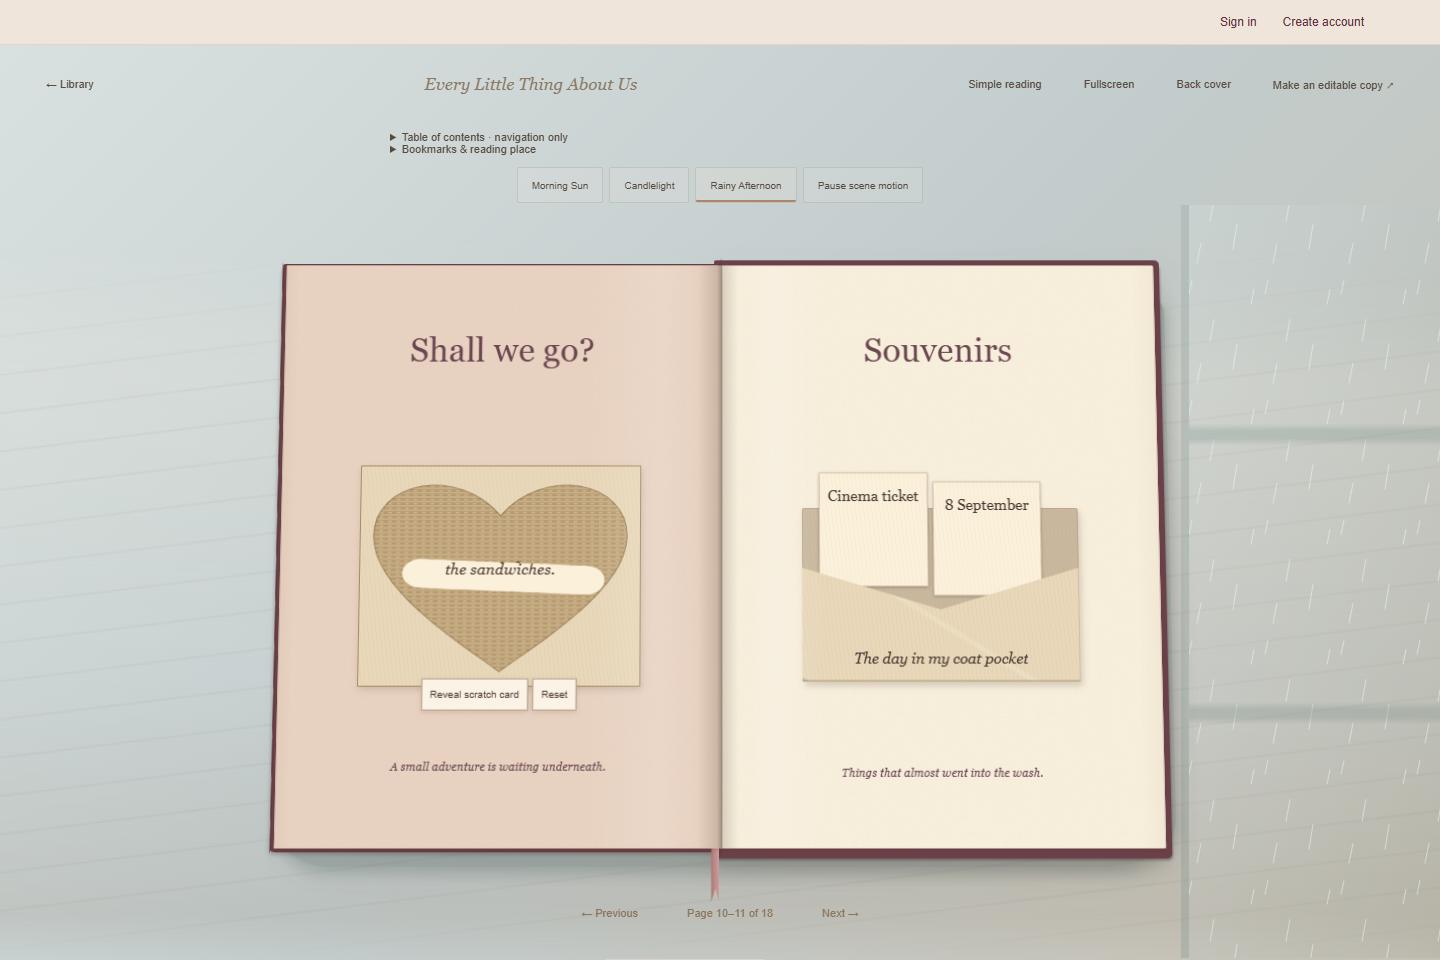 Sign in
Create account
← Library
Every Little Thing About Us
Simple reading
Fullscreen
Back cover
Make an editable copy ↗
▶ Table of contents · navigation only
▶ Bookmarks & reading place
Morning Sun
Candlelight
Rainy Afternoon
Pause scene motion
Shall we go?
the sandwiches.
Reveal scratch card
Reset
A small adventure is waiting underneath.
Souvenirs
Cinema ticket
8 September
The day in my coat pocket
Things that almost went into the wash.
← Previous
Page 10–11 of 18
Next →